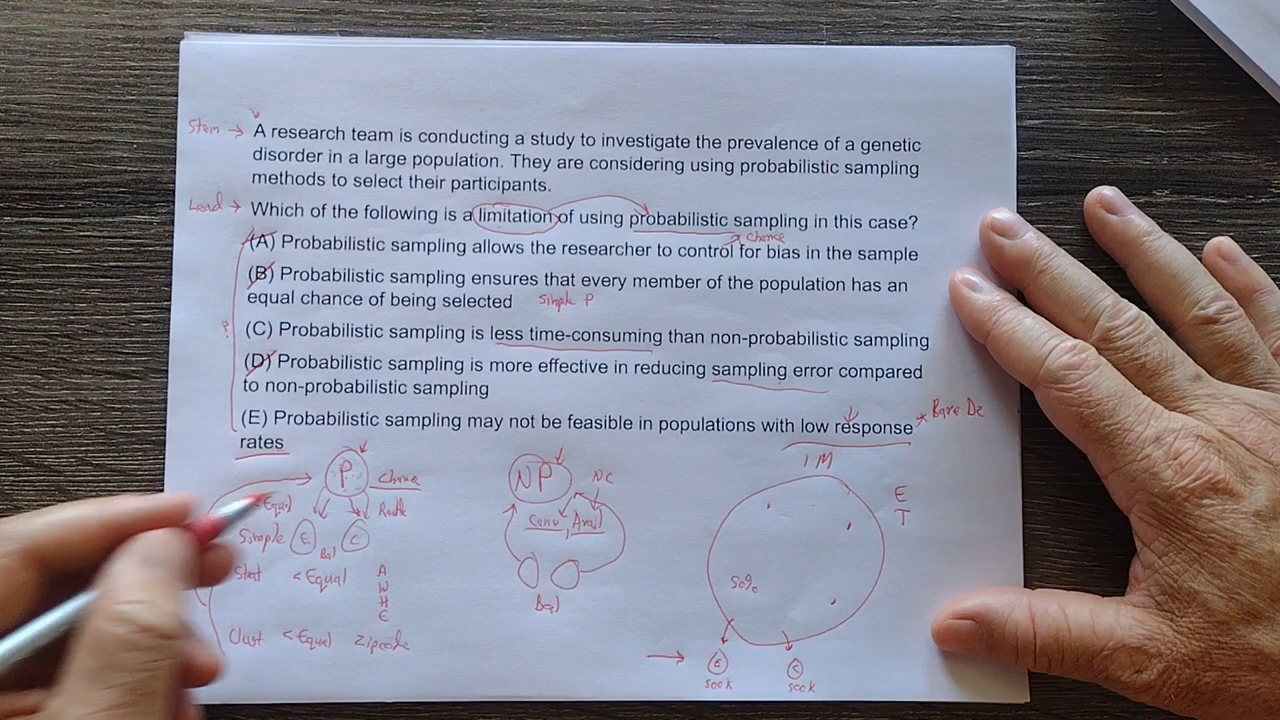 Stem → A research team is conducting a study to investigate the prevalence of a genetic
disorder in a large population. They are considering using probabilistic sampling
methods to select their participants.
Lead → Which of the following is a limitation of using probabilistic sampling in this case?
chance
(A) Probabilistic sampling allows the researcher to control for bias in the sample
(B) Probabilistic sampling ensures that every member of the population has an
equal chance of being selected simple P
(C) Probabilistic sampling is less time-consuming than non-probabilistic sampling
P
(D) Probabilistic sampling is more effective in reducing sampling error compared
to non-probabilistic sampling
(E) Probabilistic sampling may not be feasible in populations with low response
rates
P Chance
Equal
Simple E Bal C
Strat < Equal A
W
H
E
Clust < Equal Zipcode
NP NC
Conv, Avail
Bal
1 M
E
T
50%
→ E C
500K 500K